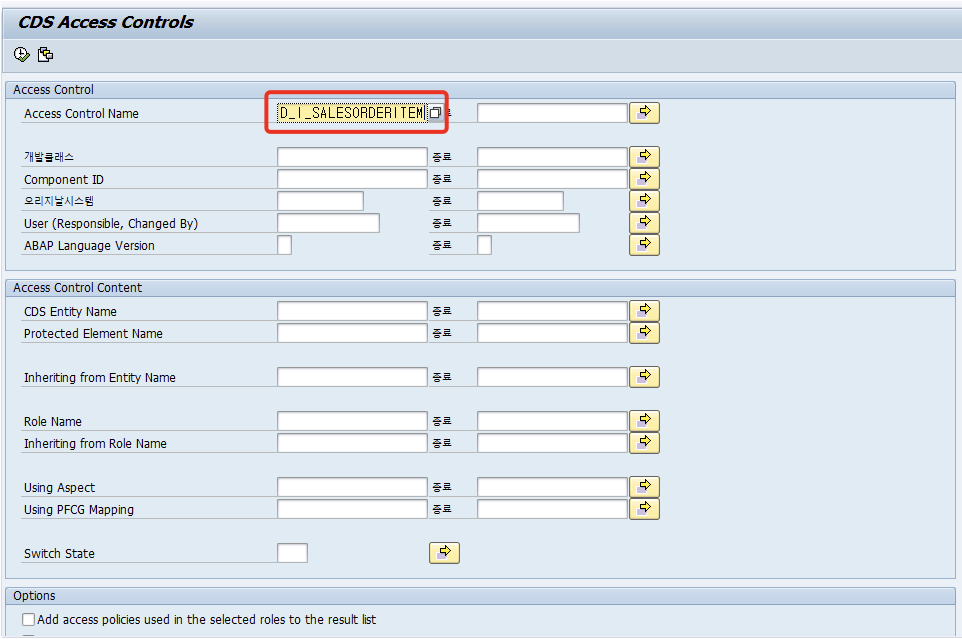 CDS Access Controls
Access Control
Access Control Name D_I_SALESORDERITEM
개발클래스 종료
Component ID 종료
오리지날시스템 종료
User (Responsible, Changed By) 종료
ABAP Language Version 종료
Access Control Content
CDS Entity Name 종료
Protected Element Name 종료
Inheriting from Entity Name 종료
Role Name 종료
Inheriting from Role Name 종료
Using Aspect 종료
Using PFCG Mapping 종료
Switch State
Options
Add access policies used in the selected roles to the result list